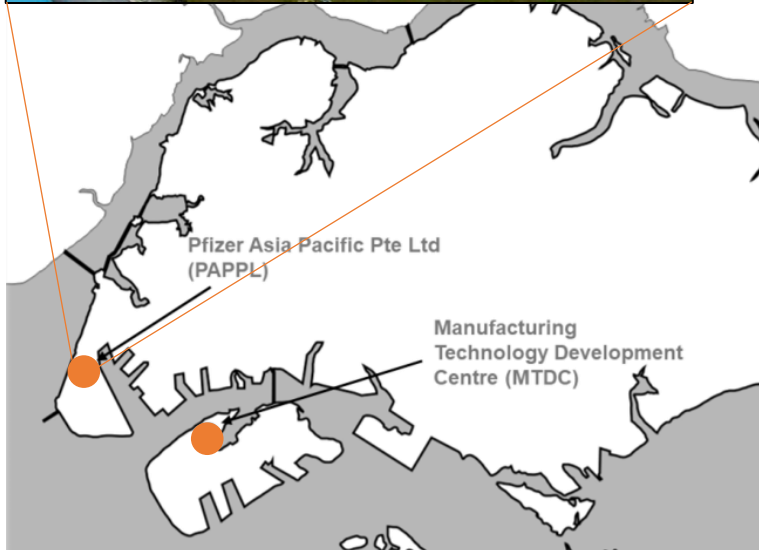 Pfizer Asia Pacific Pte Ltd
(PAPPL)
Manufacturing
Technology Development
Centre (MTDC)